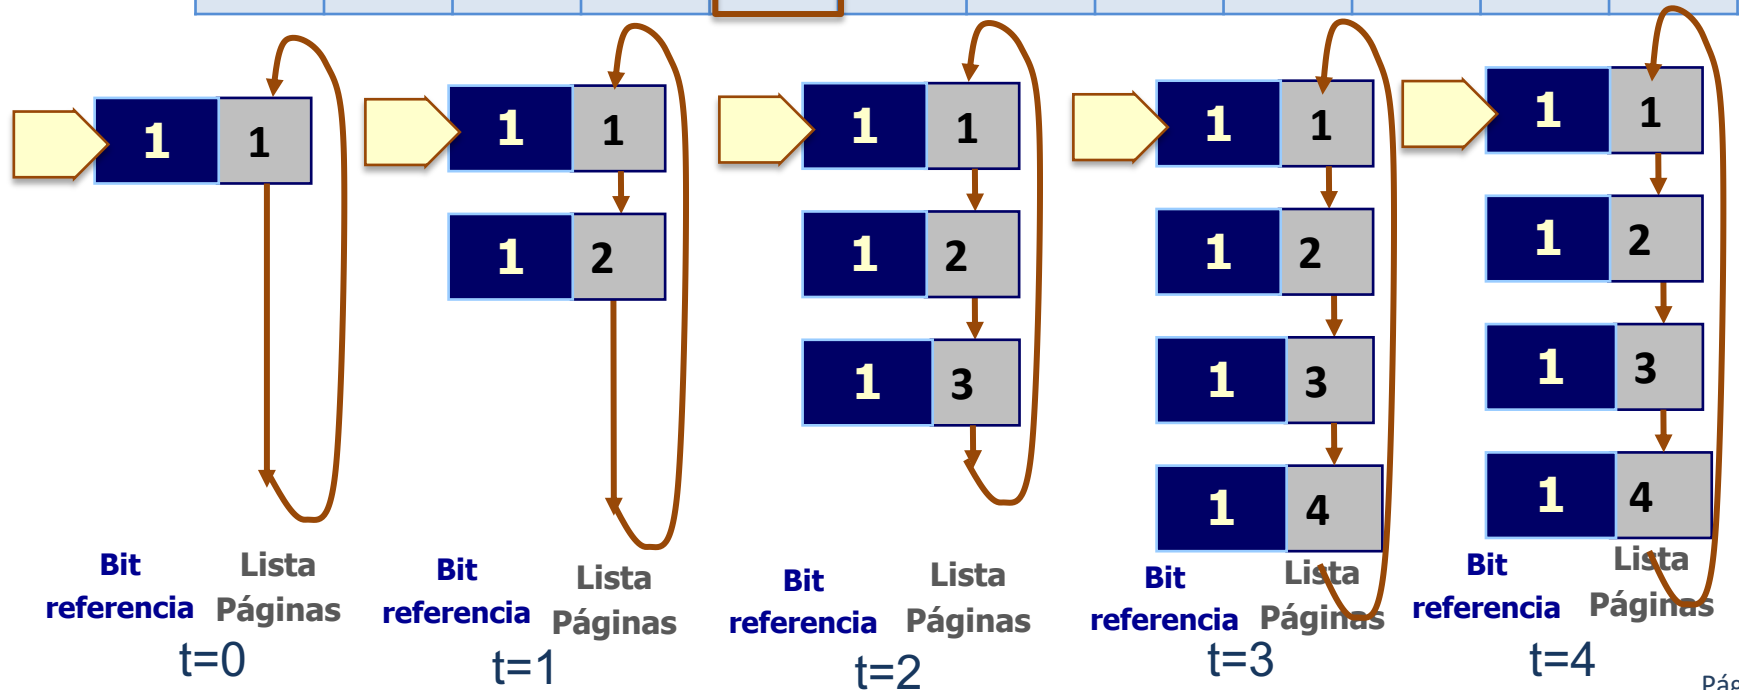 1 1
1 1
1 2
1 1
1 2
1 3
1 1
1 2
1 3
1 4
1 1
1 2
1 3
1 4
Bit
referencia
Lista
Páginas
t=0
Bit
referencia
Lista
Páginas
t=1
Bit
referencia
Lista
Páginas
t=2
Bit
referencia
Lista
Páginas
t=3
Bit
referencia
Lista
Páginas
t=4
Pág